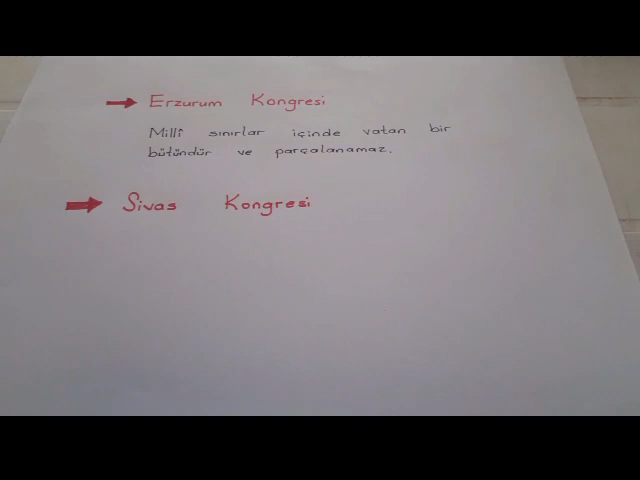 Erzurum Kongresi
Millî sınırlar içinde vatan bir
bütündür ve parçalanamaz.
Sivas Kongresi